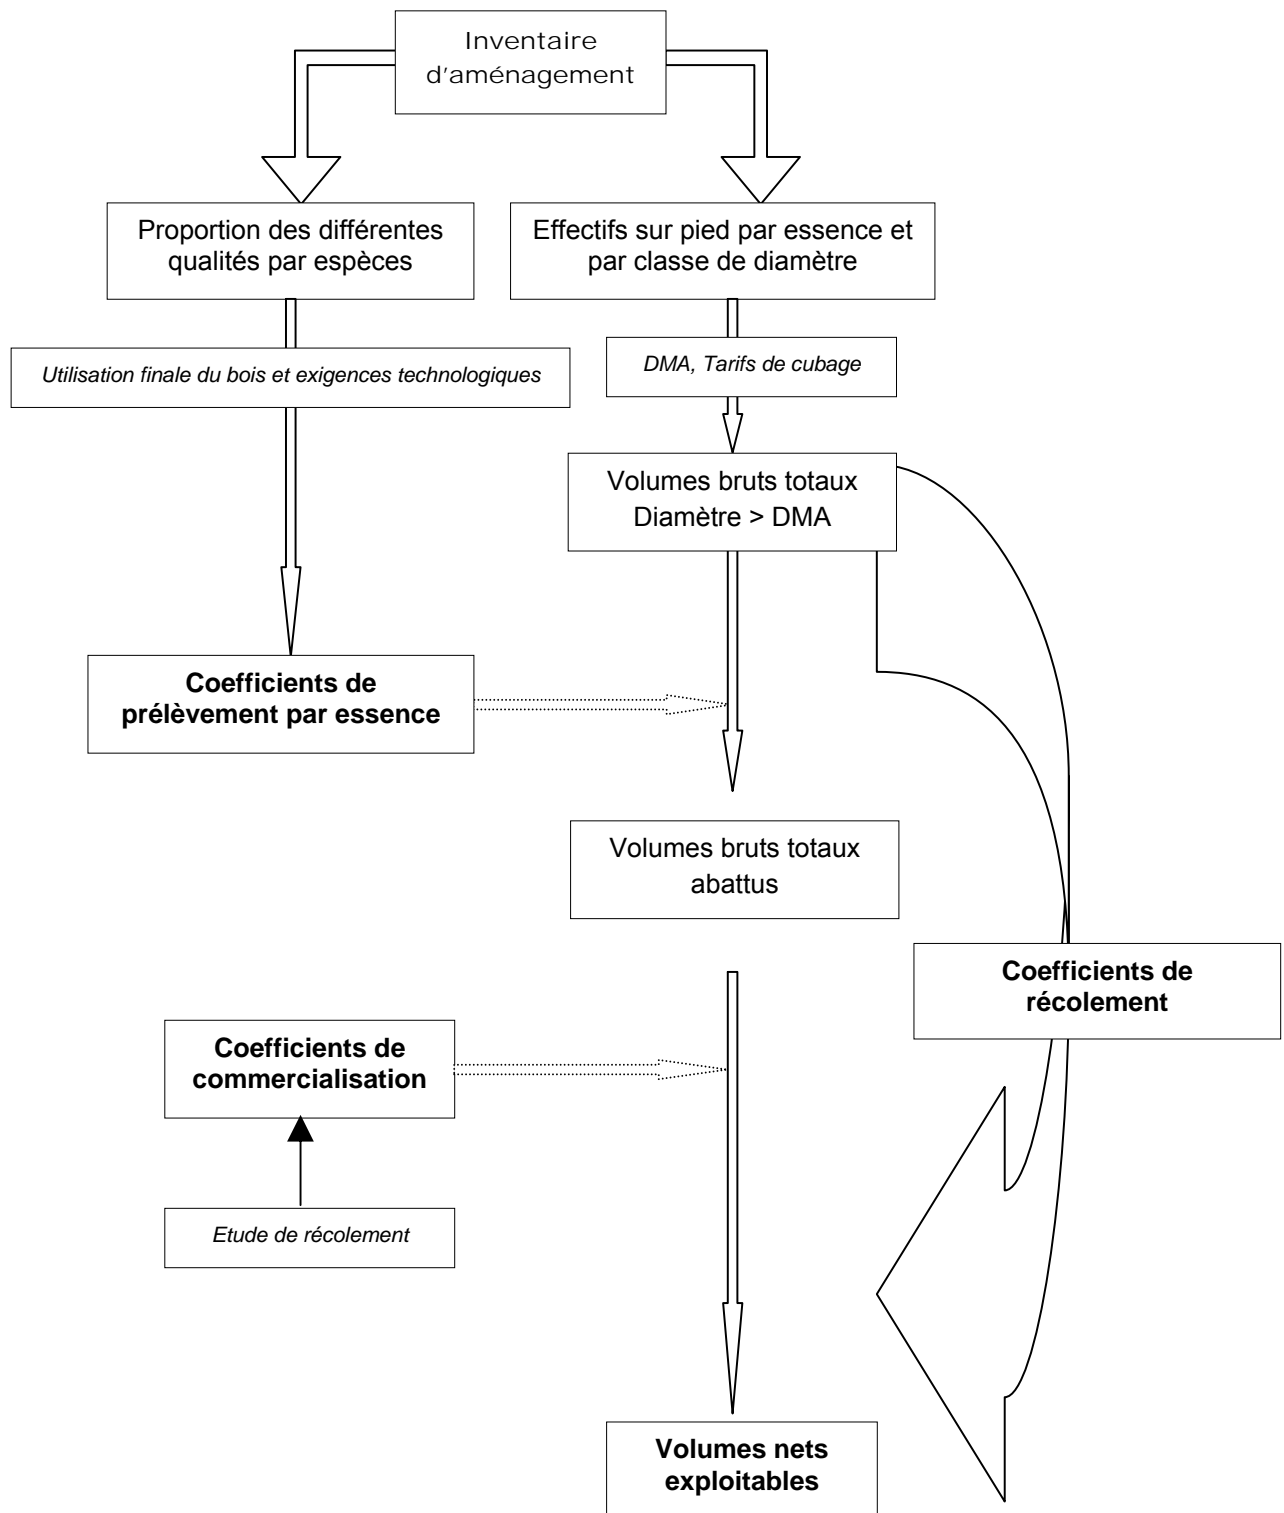 Inventaire
d'aménagement
Proportion des différentes
qualités par espèces
Effectifs sur pied par essence et
par classe de diamètre
Utilisation finale du bois et exigences technologiques
DMA, Tarifs de cubage
Volumes bruts totaux
Diamètre > DMA
Coefficients de
prélèvement par essence
Volumes bruts totaux
abattus
Coefficients de
récolement
Coefficients de
commercialisation
Etude de récolement
Volumes nets
exploitables